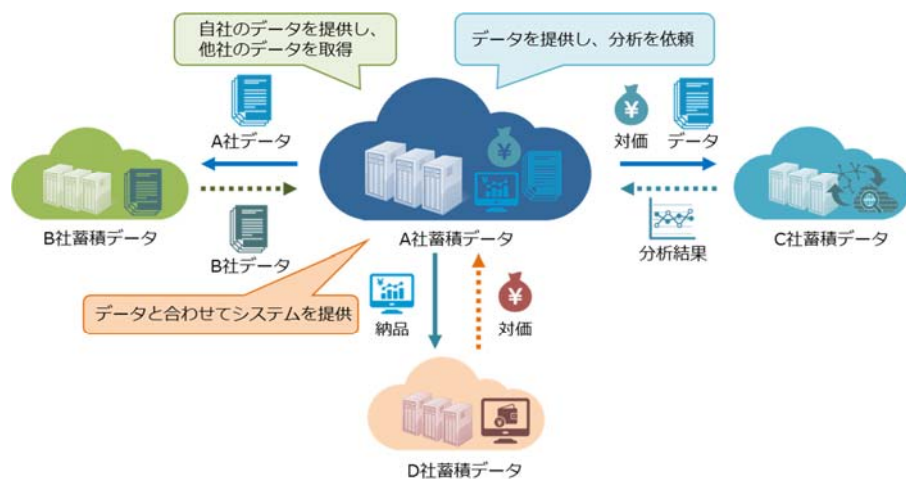 自社のデータを提供し、
他社のデータを取得
データを提供し、分析を依頼
A社データ
対価
データ
B社蓄積データ
B社データ
A社蓄積データ
分析結果
C社蓄積データ
データと合わせてシステムを提供
納品
対価
D社蓄積データ